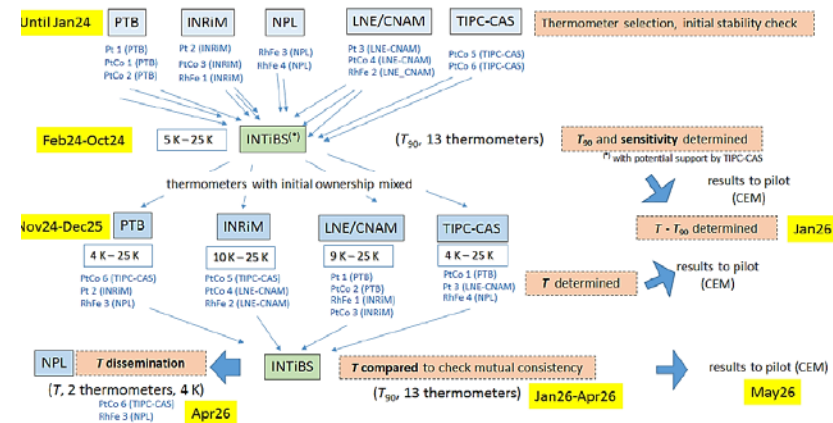 Until Jan24
PTB
INRiM
NPL
LNE/CNAM
TIPC-CAS
Thermometer selection, initial stability check
Pt 1 (PTB)
PtCo 1 (PTB)
PtCo 2 (PTB)
Pt 2 (INRiM)
PtCo 3 (INRiM)
RhFe 1 (INRiM)
RhFe 3 (NPL)
RhFe 4 (NPL)
Pt 3 (LNE-CNAM)
PtCo 4 (LNE-CNAM)
RhFe 2 (LNE_CNAM)
PtCo 5 (TIPC-CAS)
PtCo 6 (TIPC-CAS)
Feb24-Oct24
5 K – 25 K
INTiBS(*)
(T90, 13 thermometers)
T90 and sensitivity determined
(*) with potential support by TIPC-CAS
thermometers with initial ownership mixed
results to pilot
(CEM)
Nov24-Dec25
PTB
INRiM
LNE/CNAM
TIPC-CAS
T - T90 determined
Jan26
4 K – 25 K
10 K – 25 K
9 K – 25 K
4 K – 25 K
PtCo 6 (TIPC-CAS)
Pt 2 (INRiM)
RhFe 3 (NPL)
PtCo 5 (TIPC-CAS)
PtCo 4 (LNE-CNAM)
RhFe 2 (LNE-CNAM)
Pt 1 (PTB)
PtCo 2 (PTB)
RhFe 1 (INRiM)
PtCo 3 (INRiM)
PtCo 1 (PTB)
Pt 3 (LNE-CNAM)
RhFe 4 (NPL)
T determined
results to pilot
(CEM)
NPL
T dissemination
INTiBS
T compared to check mutual consistency
results to pilot (CEM)
(T, 2 thermometers, 4 K)
PtCo 6 (TIPC-CAS)
RhFe 3 (NPL)
Apr26
(T90, 13 thermometers)
Jan26-Apr26
May26